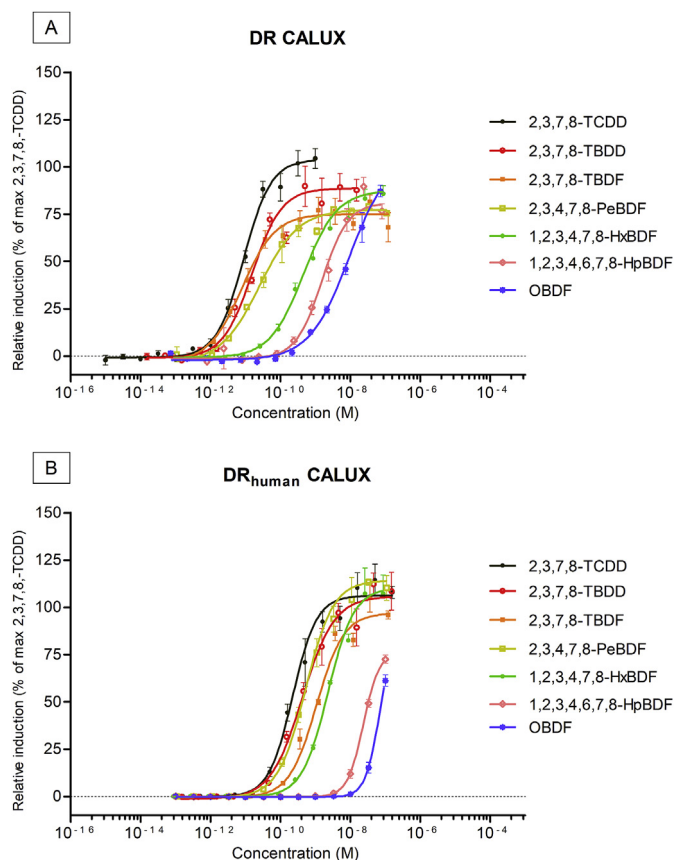 A
DR CALUX
Relative induction (% of max 2,3,7,8,-TCDD)
150
125
100
75
50
25
0
10⁻¹⁶ 10⁻¹⁴ 10⁻¹² 10⁻¹⁰ 10⁻⁸ 10⁻⁶ 10⁻⁴
Concentration (M)
2,3,7,8-TCDD
2,3,7,8-TBDD
2,3,7,8-TBDF
2,3,4,7,8-PeBDF
1,2,3,4,7,8-HxBDF
1,2,3,4,6,7,8-HpBDF
OBDF
B
DRhuman CALUX
Relative induction (% of max 2,3,7,8,-TCDD)
150
125
100
75
50
25
0
10⁻¹⁶ 10⁻¹⁴ 10⁻¹² 10⁻¹⁰ 10⁻⁸ 10⁻⁶ 10⁻⁴
Concentration (M)
2,3,7,8-TCDD
2,3,7,8-TBDD
2,3,7,8-TBDF
2,3,4,7,8-PeBDF
1,2,3,4,7,8-HxBDF
1,2,3,4,6,7,8-HpBDF
OBDF